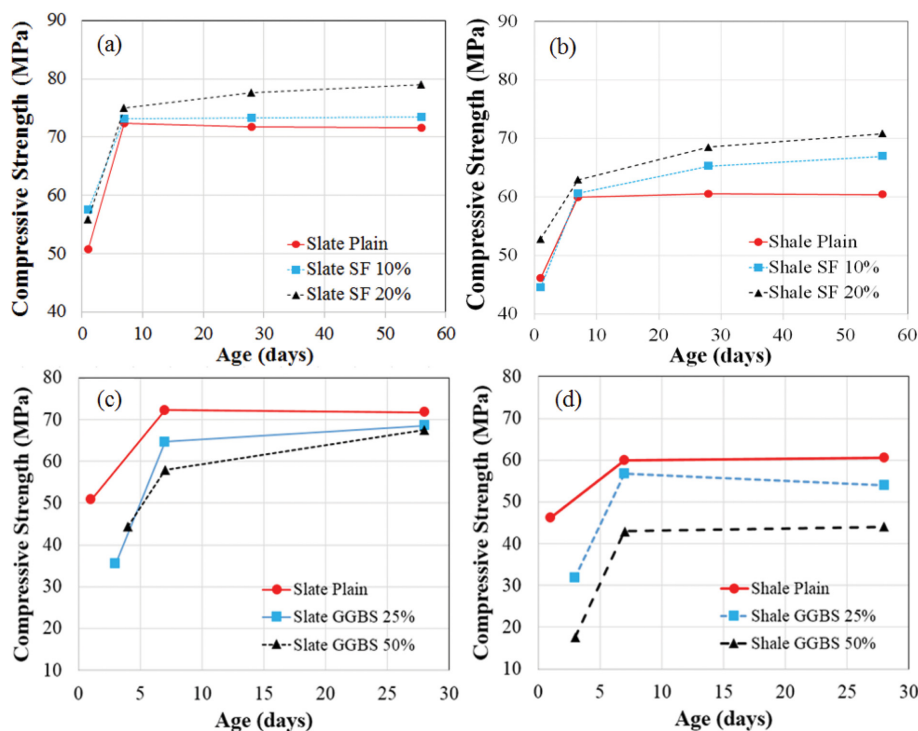 (a)
Compressive Strength (MPa)
90
80
70
60
50
40
0 10 20 30 40 50 60
Age (days)
Slate Plain
Slate SF 10%
Slate SF 20%
(b)
Compressive Strength (MPa)
90
80
70
60
50
40
0 10 20 30 40 50 60
Age (days)
Shale Plain
Shale SF 10%
Shale SF 20%
(c)
Compressive Strength (MPa)
80
70
60
50
40
30
20
10
0 5 10 15 20 25 30
Age (days)
Slate Plain
Slate GGBS 25%
Slate GGBS 50%
(d)
Compressive Strength (MPa)
80
70
60
50
40
30
20
10
0 5 10 15 20 25 30
Age (days)
Shale Plain
Shale GGBS 25%
Shale GGBS 50%